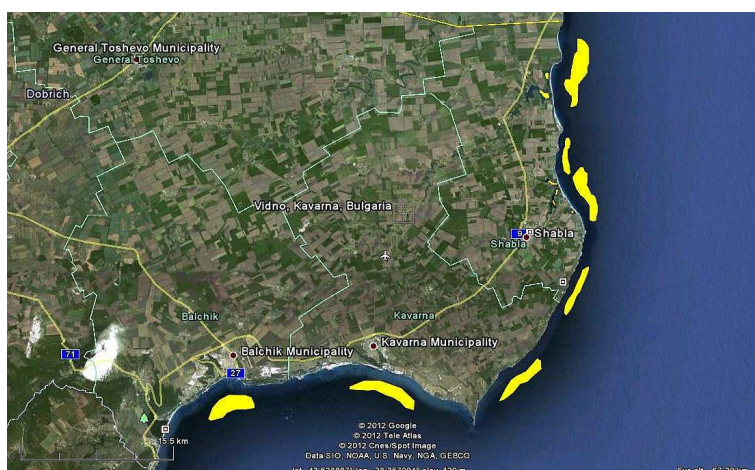 General Toshevo Municipality
General Toshevo
Dobrich
Vidno, Kavarna, Bulgaria
9
Shabla
Shabla
Balchik
Kavarna
71
Balchik Municipality
Kavarna Municipality
27
15.5 km
© 2012 Google
© 2012 Tele Atlas
© 2012 Cnes/Spot Image
Data SIO, NOAA, U.S. Navy, NGA, GEBCO